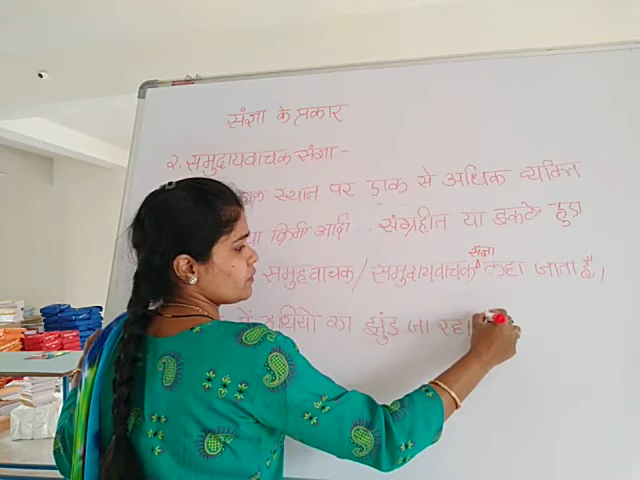 संज्ञा के प्रकार
२. समुदायवाचक संज्ञा -
स्थान पर एक से अधिक व्यक्ति
क्रिमी आदी ... संग्रहीत या इकटे हुए
समुहवाचक / समुदायवाचक संज्ञा कहा जाता है।
में हाथियों का झुंड जा रहा